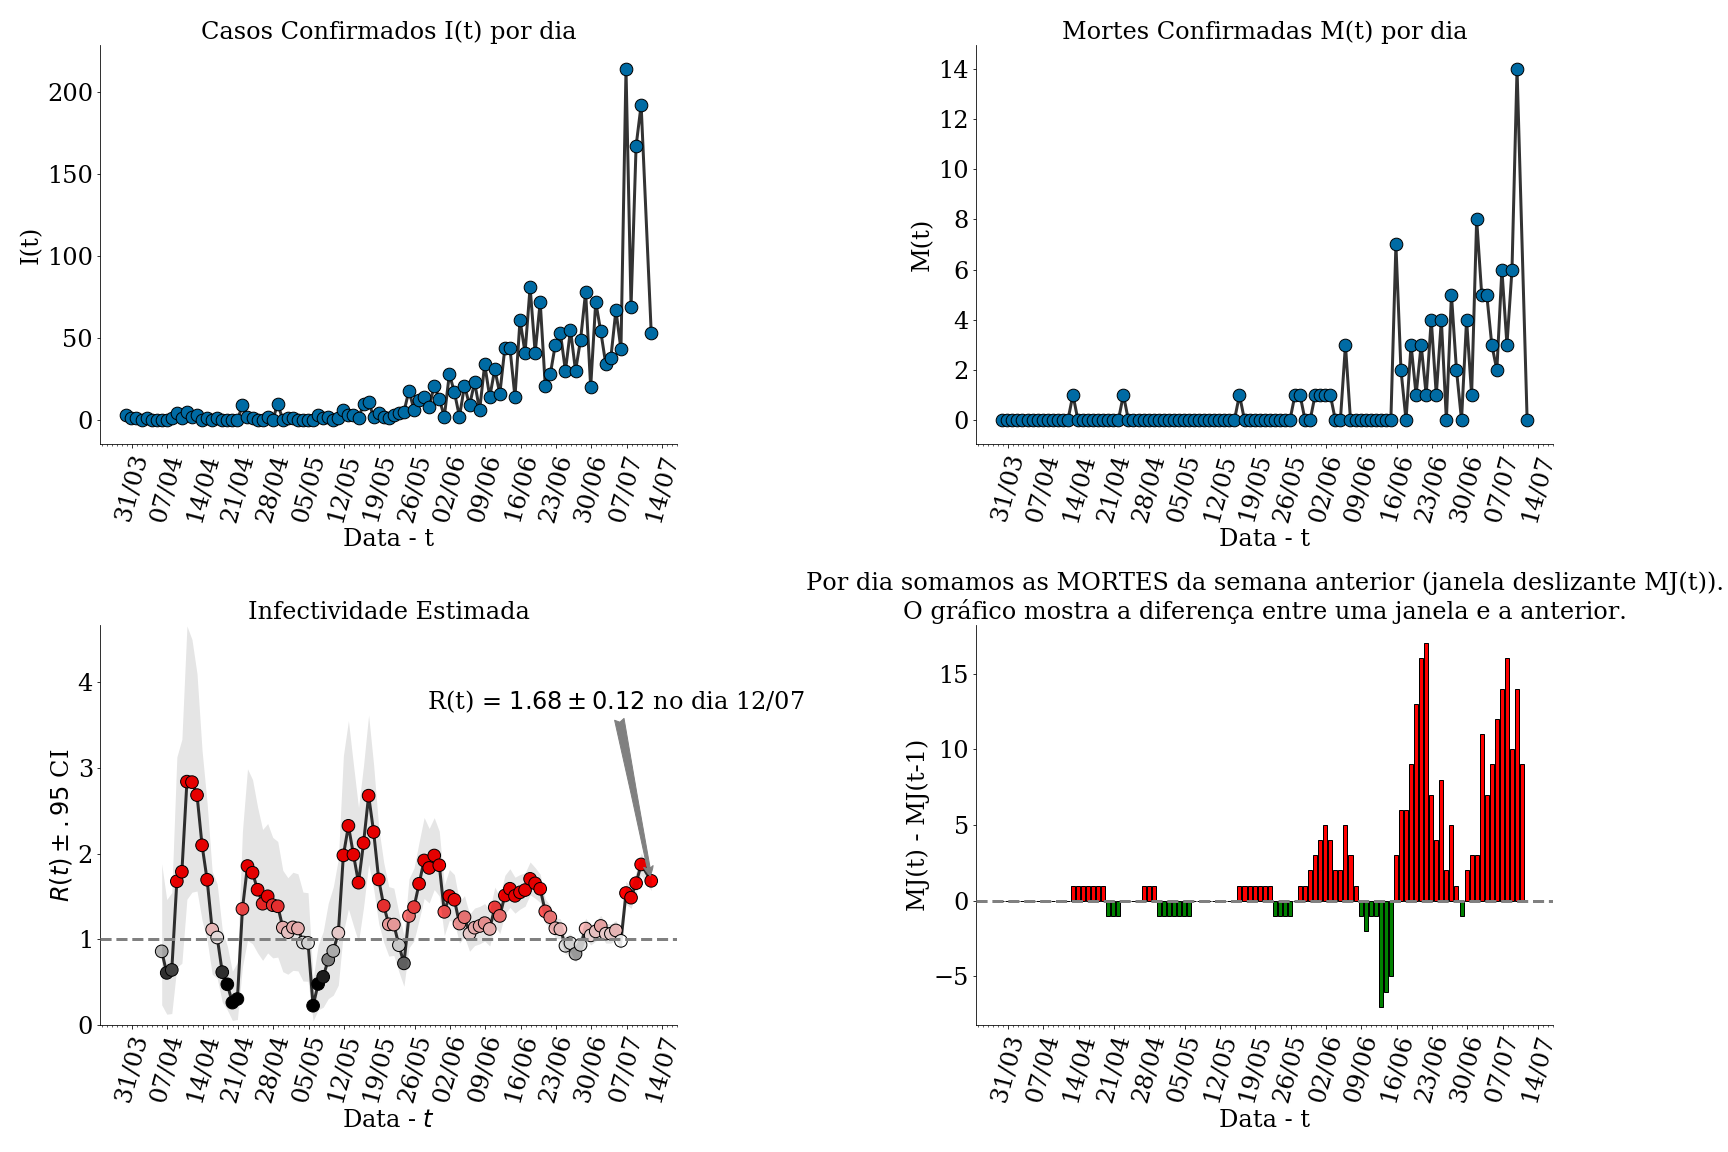 Casos Confirmados I(t) por dia
I(t)
200
150
100
50
0
31/03 07/04 14/04 21/04 28/04 05/05 12/05 19/05 26/05 02/06 09/06 16/06 23/06 30/06 07/07 14/07
Data - t
Mortes Confirmadas M(t) por dia
M(t)
14
12
10
8
6
4
2
0
31/03 07/04 14/04 21/04 28/04 05/05 12/05 19/05 26/05 02/06 09/06 16/06 23/06 30/06 07/07 14/07
Data - t
Infectividade Estimada
R(t) = 1.68 ± 0.12 no dia 12/07
R(t) ± .95 CI
4
3
2
1
0
31/03 07/04 14/04 21/04 28/04 05/05 12/05 19/05 26/05 02/06 09/06 16/06 23/06 30/06 07/07 14/07
Data - t
Por dia somamos as MORTES da semana anterior (janela deslizante MJ(t)).
O gráfico mostra a diferença entre uma janela e a anterior.
MJ(t) - MJ(t-1)
15
10
5
0
−5
31/03 07/04 14/04 21/04 28/04 05/05 12/05 19/05 26/05 02/06 09/06 16/06 23/06 30/06 07/07 14/07
Data - t